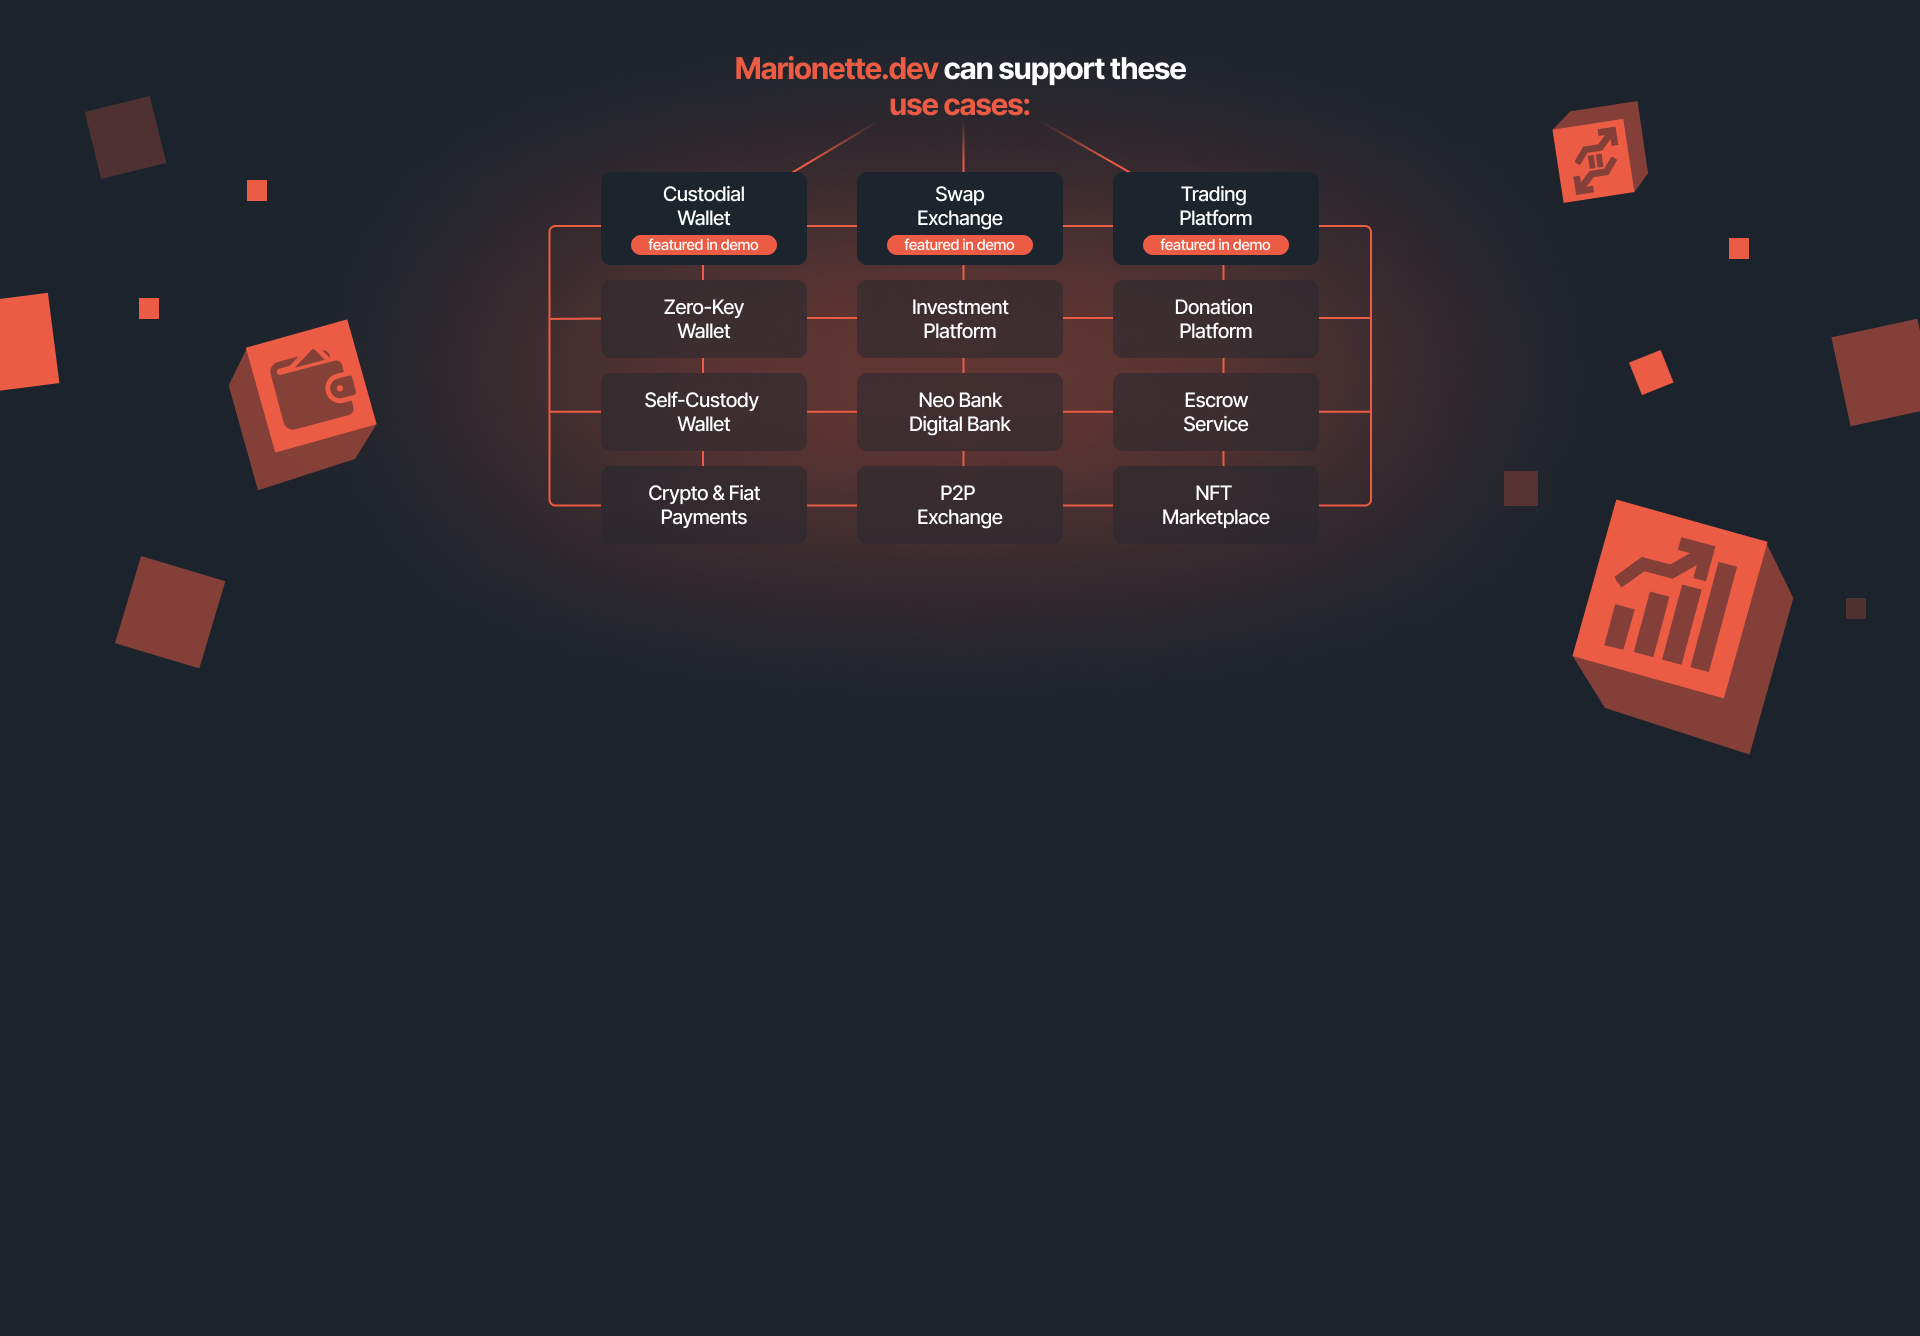 Marionette.dev can support these
use cases:
Custodial
Wallet
featured in demo
Swap
Exchange
featured in demo
Trading
Platform
featured in demo
Zero-Key
Wallet
Investment
Platform
Donation
Platform
Self-Custody
Wallet
Neo Bank
Digital Bank
Escrow
Service
Crypto & Fiat
Payments
P2P
Exchange
NFT
Marketplace